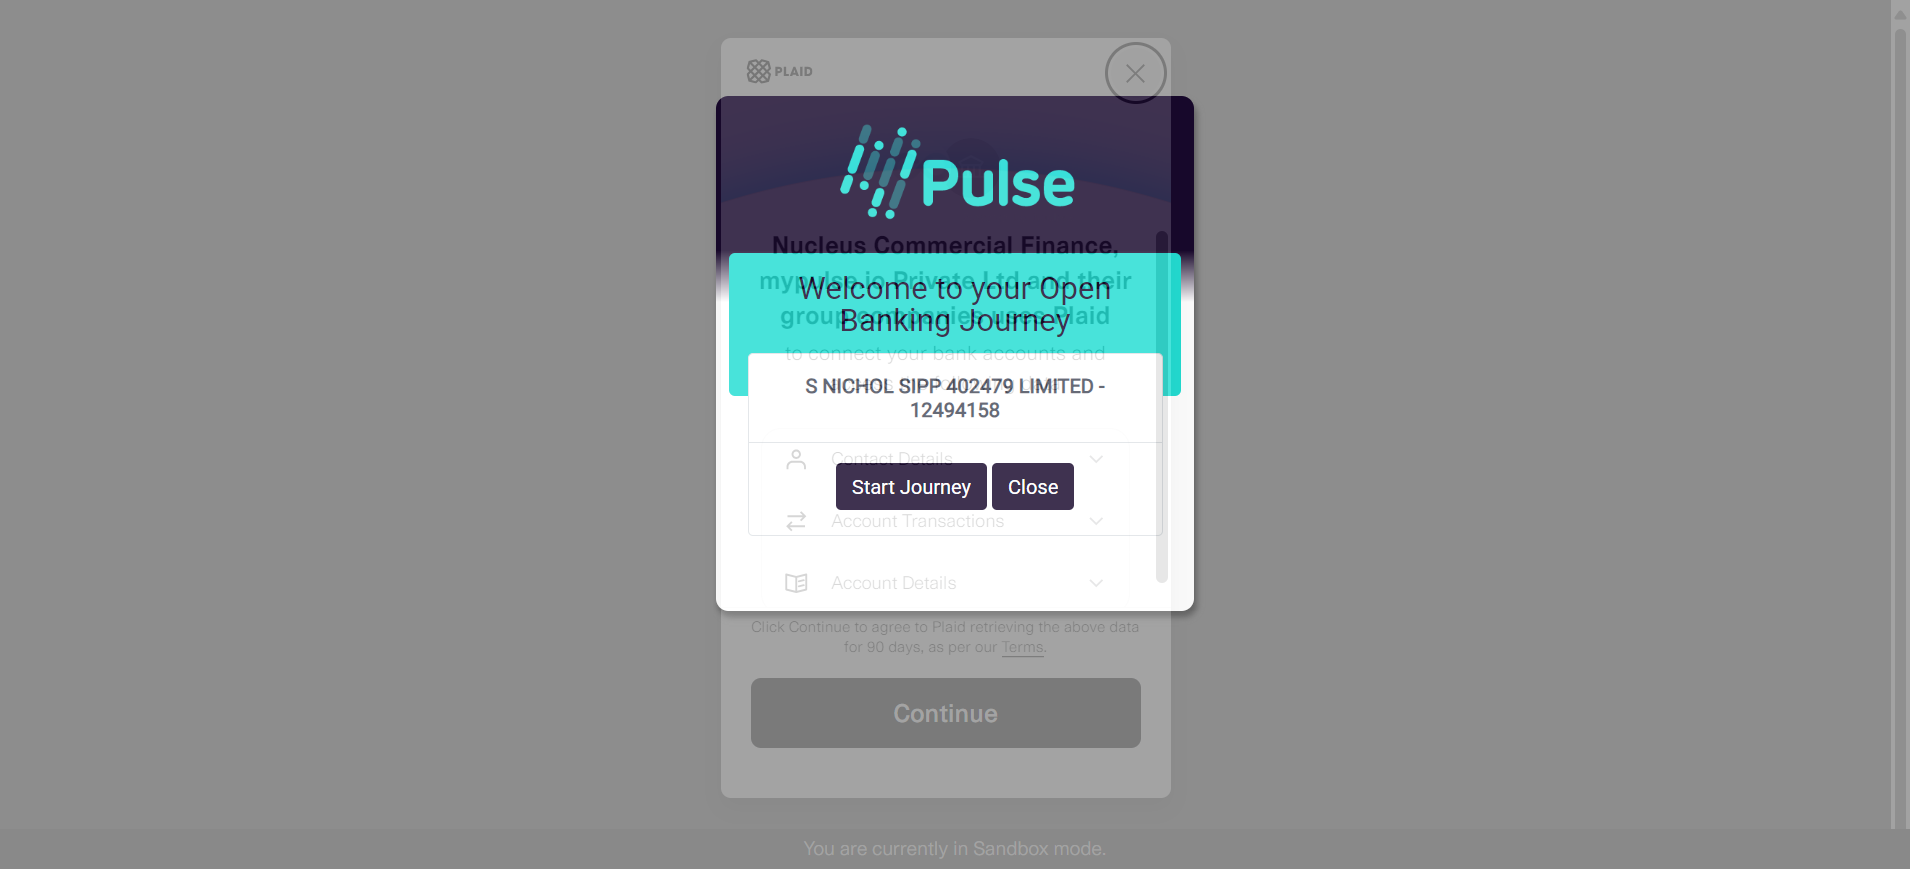 PLAID
Pulse
Nucleus Commercial Finance,
mypulse.io Private Ltd and their
group companies uses Plaid
to connect your bank accounts and
Welcome to your Open
Banking Journey
S NICHOL SIPP 402479 LIMITED -
12494158
Contact Details
Start Journey Close
Account Transactions
Account Details
Click Continue to agree to Plaid retrieving the above data
for 90 days, as per our Terms.
Continue
You are currently in Sandbox mode.